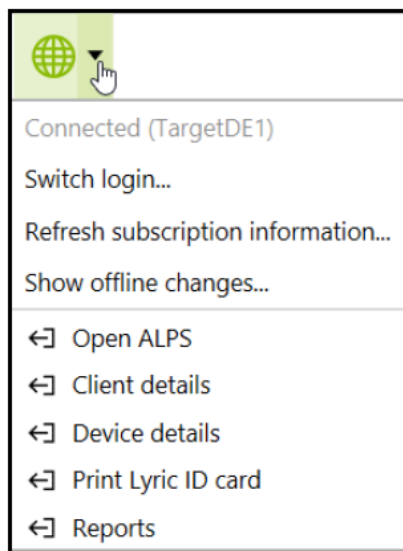 Connected (TargetDE1)
Switch login...
Refresh subscription information...
Show offline changes...
Open ALPS
Client details
Device details
Print Lyric ID card
Reports